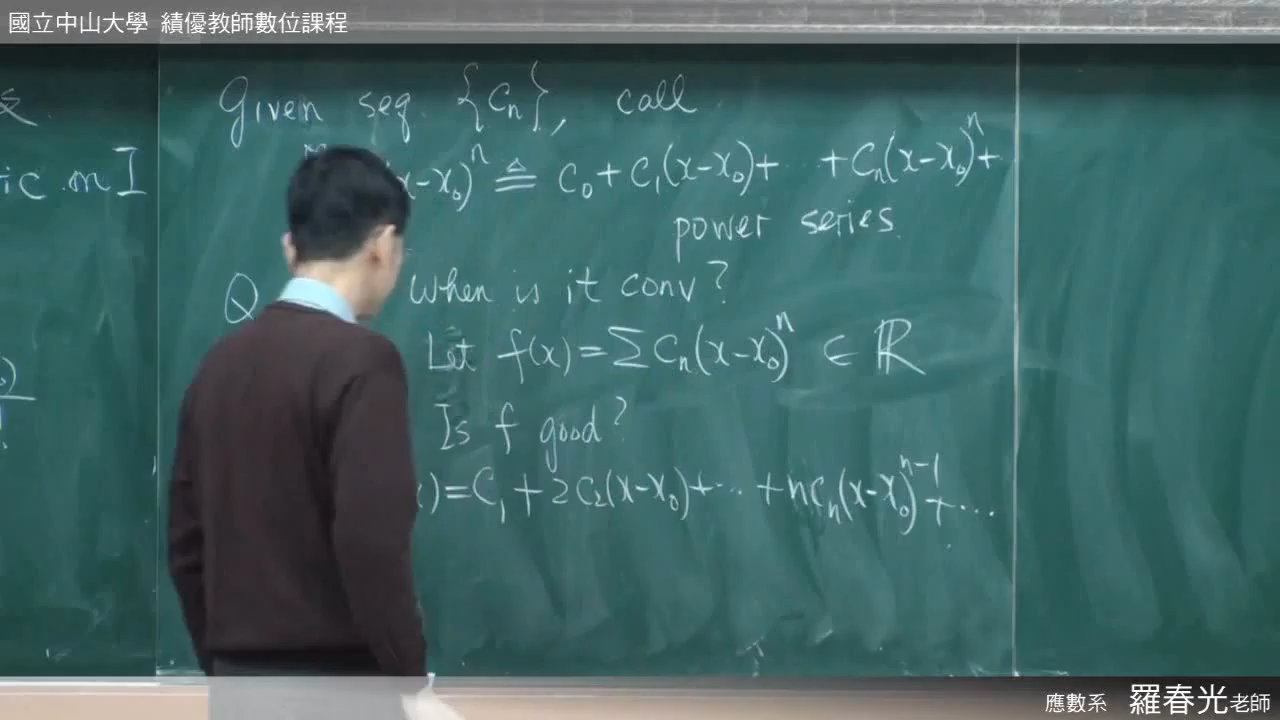 國立中山大學 績優教師數位課程
Given seq. {Cn}, call
(x-x₀)ⁿ ≜ C₀ + C₁(x-x₀)+ ⋯ + Cn(x-x₀)ⁿ+⋯
power series.
Q
When is it conv?
Let f(x) = ∑ Cn(x-x₀)ⁿ ∈ ℝ
Is f good?
)=C₁+2C₂(x-x₀)+⋯+nCn(x-x₀)ⁿ⁻¹+⋯
ic on I
應數系 羅春光老師